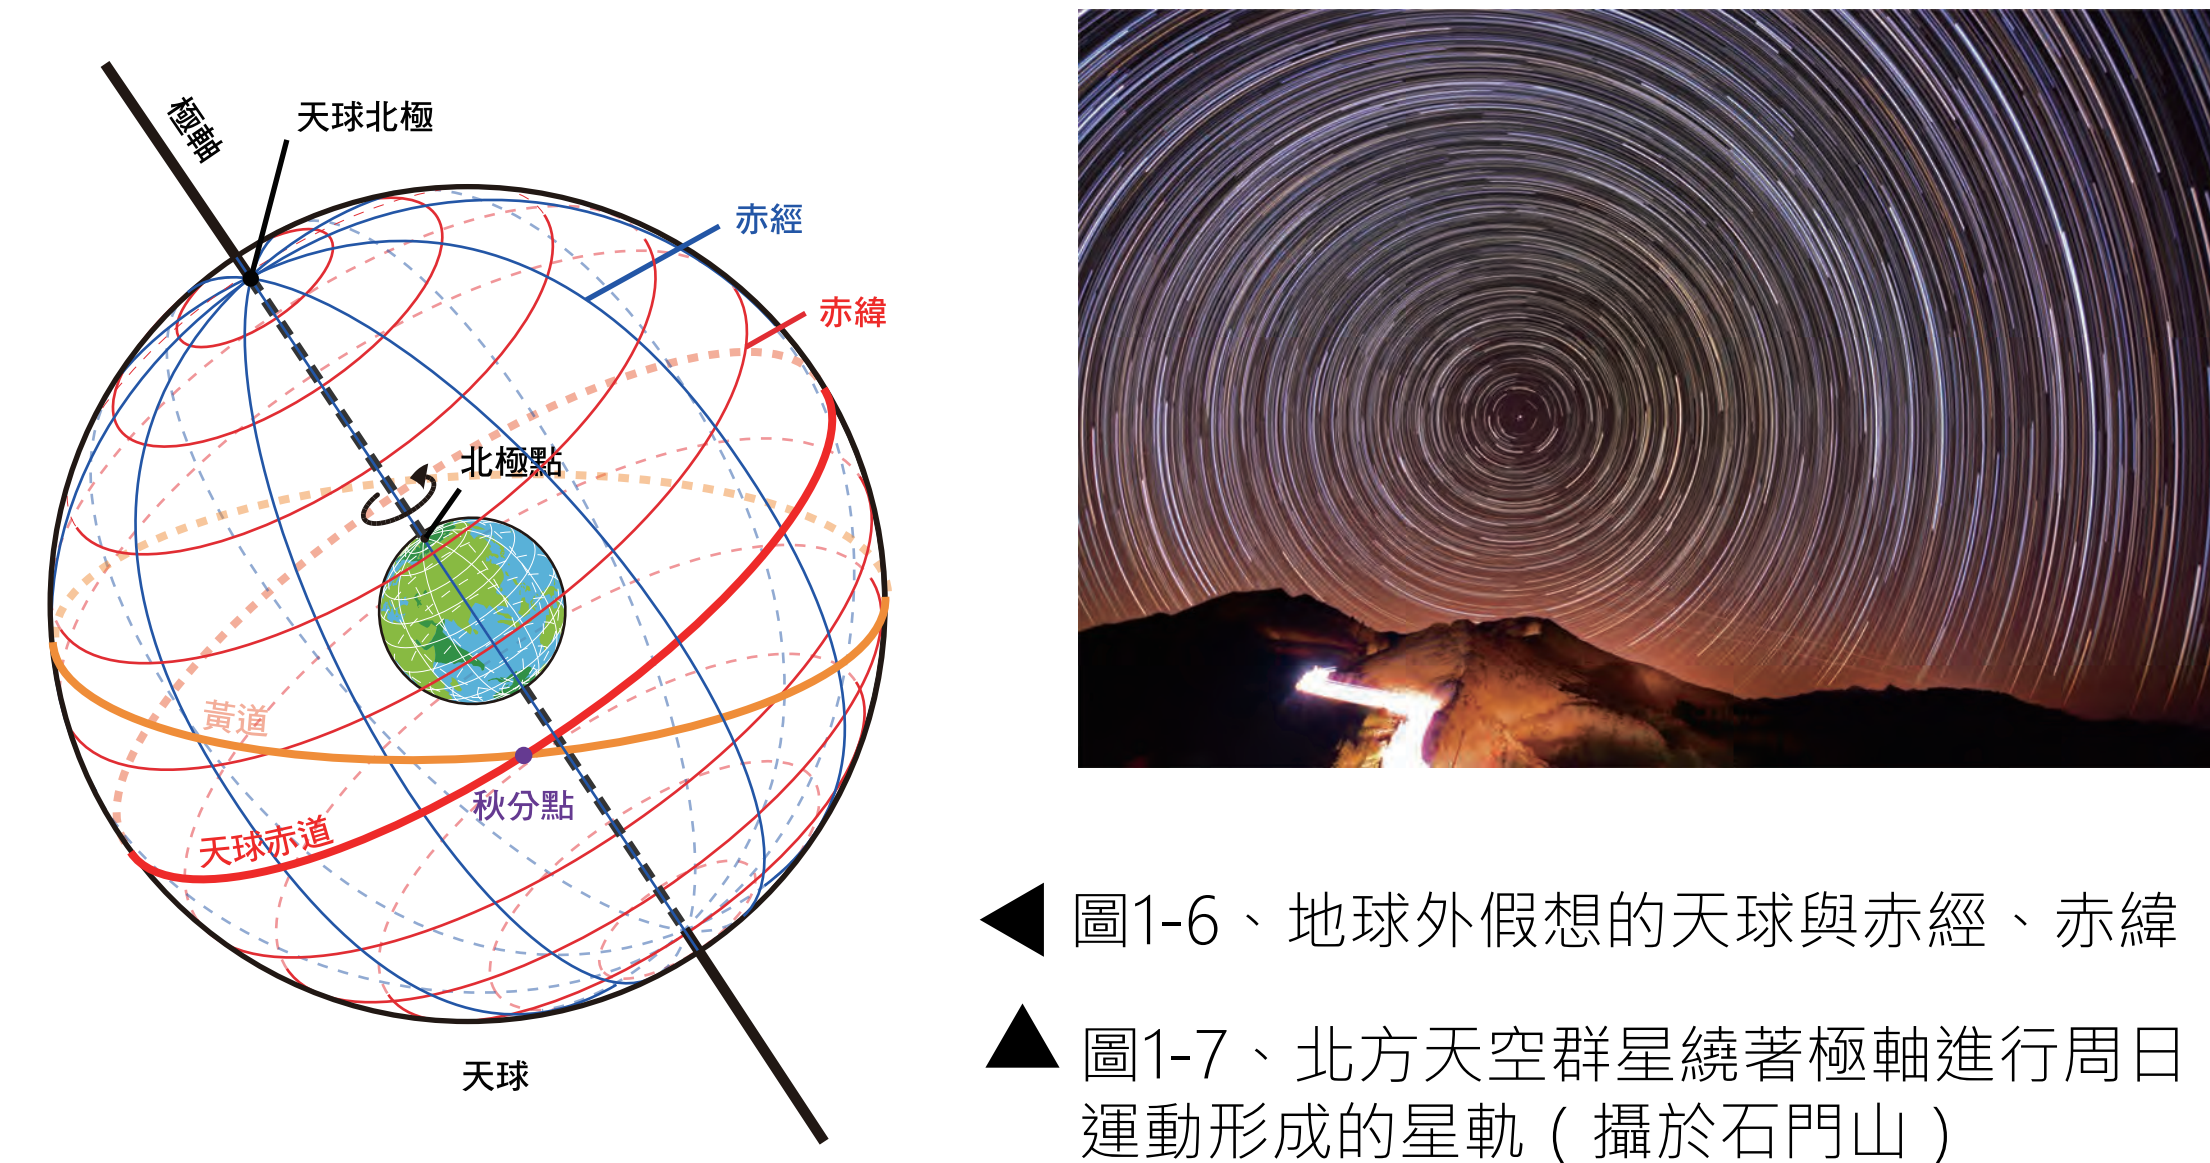 極軸
天球北極
赤經
赤緯
北極點
黃道
秋分點
天球赤道
天球
圖1-6、地球外假想的天球與赤經、赤緯
圖1-7、北方天空群星繞著極軸進行周日
運動形成的星軌(攝於石門山)